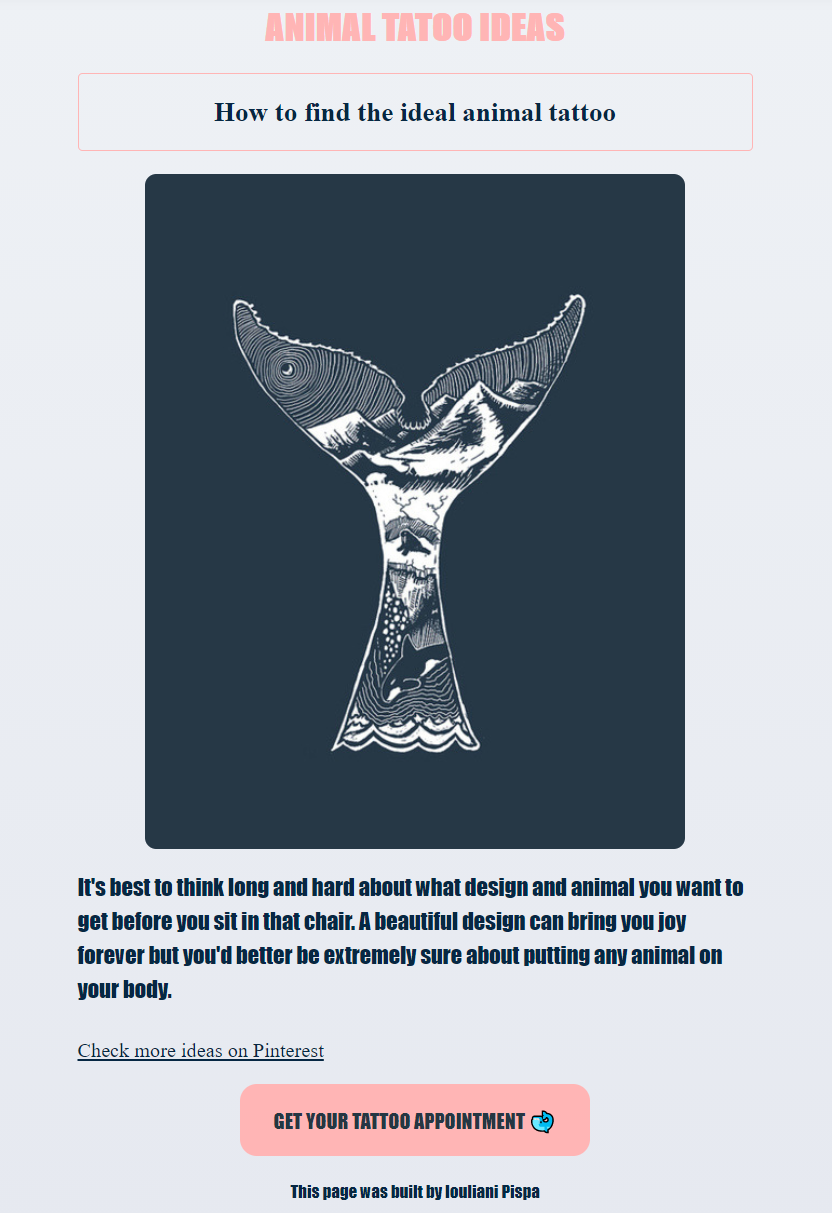 ANIMAL TATOO IDEAS
How to find the ideal animal tattoo
It's best to think long and hard about what design and animal you want to
get before you sit in that chair. A beautiful design can bring you joy
forever but you'd better be extremely sure about putting any animal on
your body.
Check more ideas on Pinterest
GET YOUR TATTOO APPOINTMENT
This page was built by Iouliani Pispa